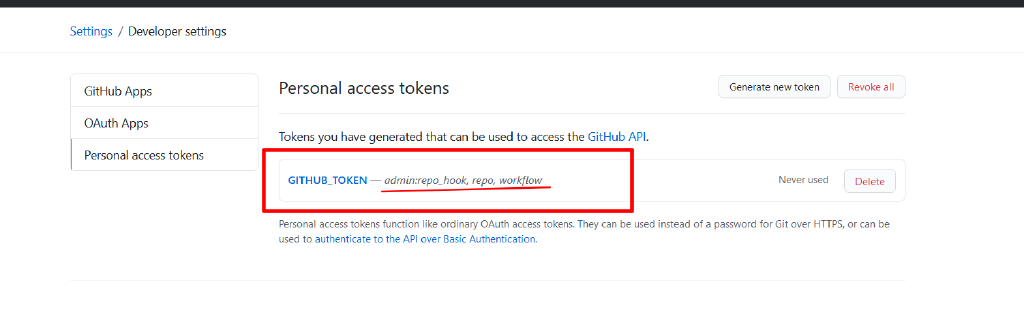 Settings / Developer settings
GitHub Apps
OAuth Apps
Personal access tokens
Personal access tokens
Generate new token
Revoke all
Tokens you have generated that can be used to access the GitHub API.
GITHUB_TOKEN — admin:repo_hook, repo, workflow
Never used
Delete
Personal access tokens function like ordinary OAuth access tokens. They can be used instead of a password for Git over HTTPS, or can be
used to authenticate to the API over Basic Authentication.